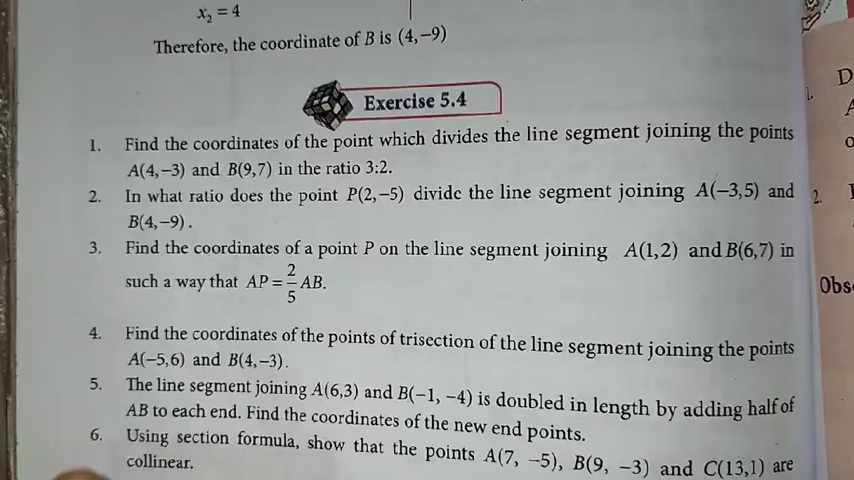 x₂ = 4
Therefore, the coordinate of B is (4,−9)
Exercise 5.4
1. Find the coordinates of the point which divides the line segment joining the points
A(4,−3) and B(9,7) in the ratio 3:2.
2. In what ratio does the point P(2,−5) divide the line segment joining A(−3,5) and
B(4,−9).
3. Find the coordinates of a point P on the line segment joining A(1,2) and B(6,7) in
such a way that AP = 2/5 AB.
4. Find the coordinates of the points of trisection of the line segment joining the points
A(−5,6) and B(4,−3).
5. The line segment joining A(6,3) and B(−1, −4) is doubled in length by adding half of
AB to each end. Find the coordinates of the new end points.
6. Using section formula, show that the points A(7, −5), B(9, −3) and C(13,1) are
collinear.
2.